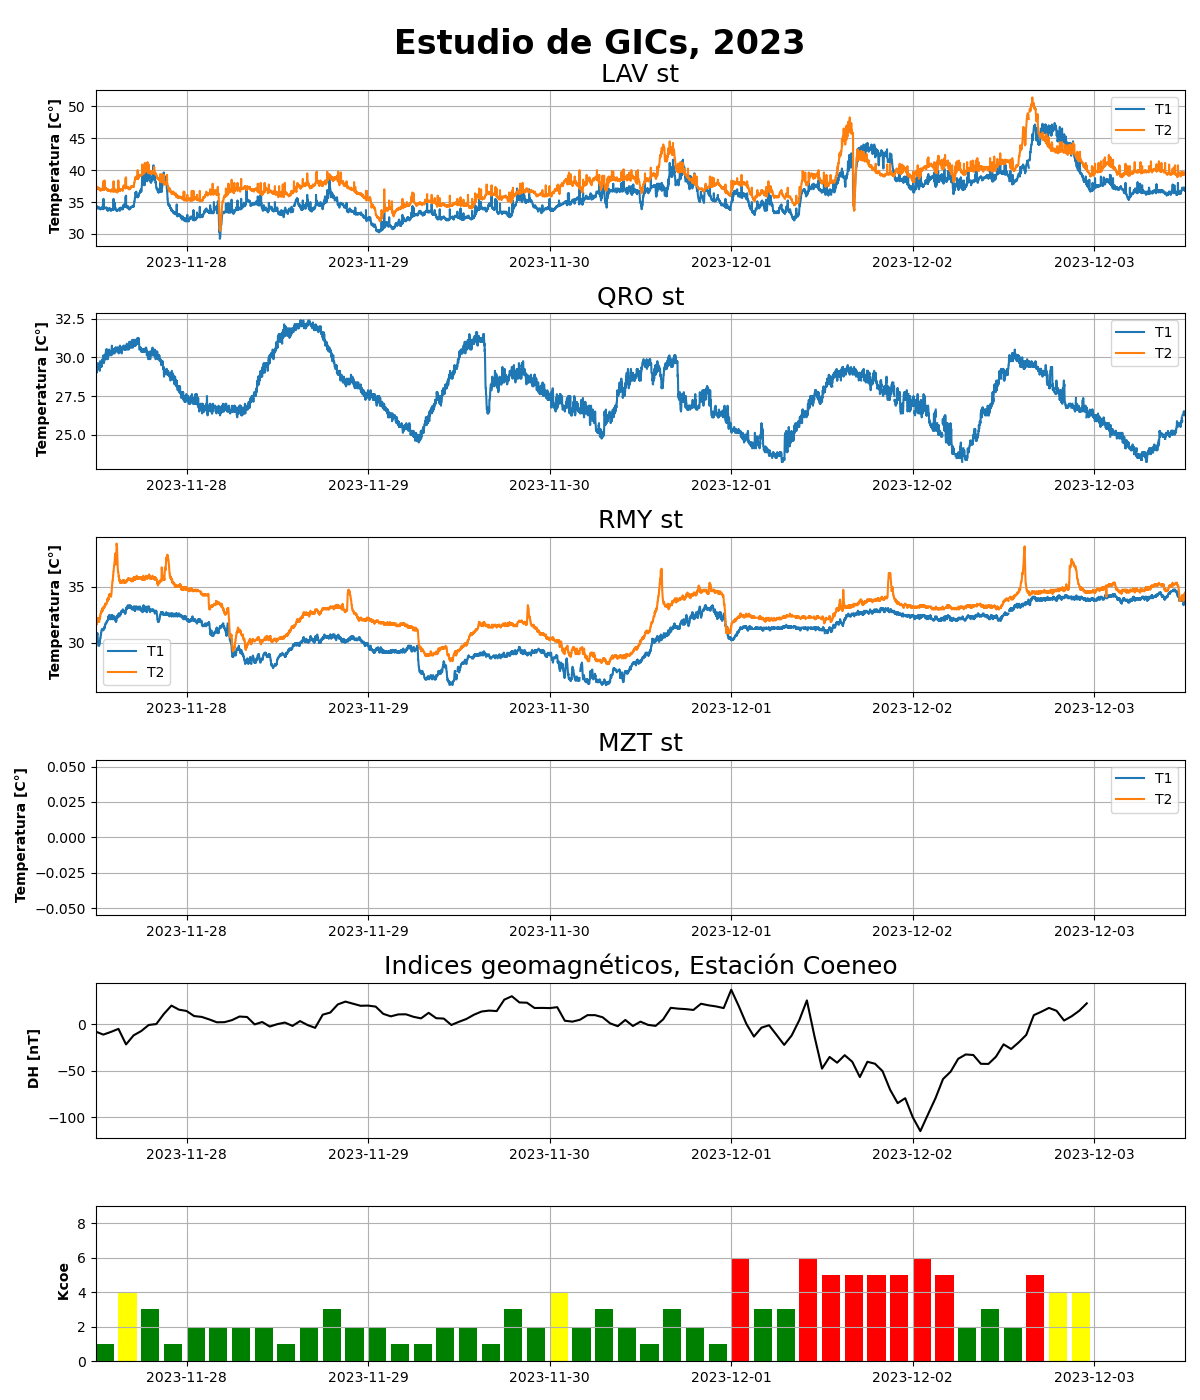 Estudio de GICs, 2023
LAV st
Temperatura [C°]
50
45
40
35
30
T1
T2
2023-11-28 2023-11-29 2023-11-30 2023-12-01 2023-12-02 2023-12-03
QRO st
Temperatura [C°]
32.5
30.0
27.5
25.0
T1
T2
2023-11-28 2023-11-29 2023-11-30 2023-12-01 2023-12-02 2023-12-03
RMY st
Temperatura [C°]
35
30
T1
T2
2023-11-28 2023-11-29 2023-11-30 2023-12-01 2023-12-02 2023-12-03
MZT st
Temperatura [C°]
0.050
0.025
0.000
−0.025
−0.050
T1
T2
2023-11-28 2023-11-29 2023-11-30 2023-12-01 2023-12-02 2023-12-03
Indices geomagnéticos, Estación Coeneo
DH [nT]
0
−50
−100
2023-11-28 2023-11-29 2023-11-30 2023-12-01 2023-12-02 2023-12-03
Kcoe
8
6
4
2
0
2023-11-28 2023-11-29 2023-11-30 2023-12-01 2023-12-02 2023-12-03